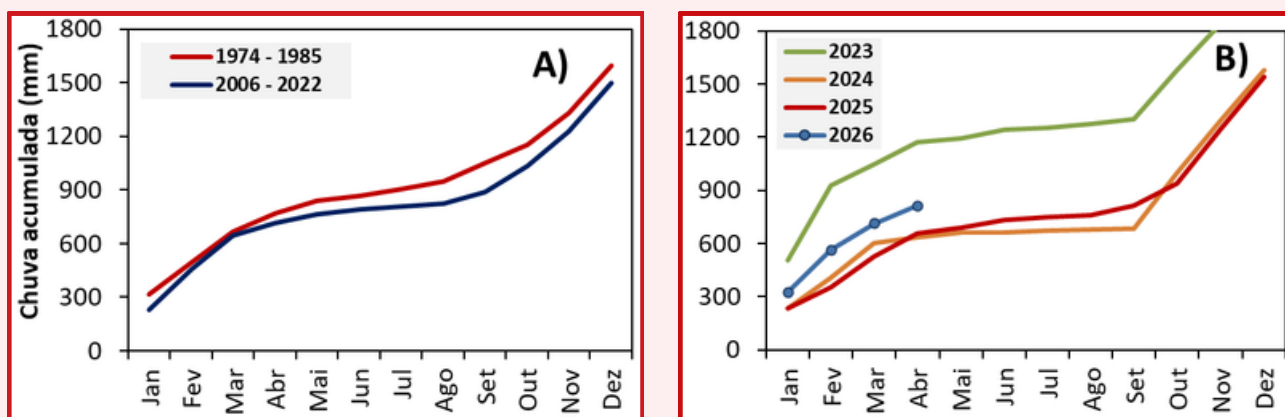 1800
1500
1200
900
600
300
0
Chuva acumulada (mm)
1974 - 1985
2006 - 2022
A)
Jan
Fev
Mar
Abr
Mai
Jun
Jul
Ago
Set
Out
Nov
Dez
1800
1500
1200
900
600
300
0
2023
2024
2025
2026
B)
Jan
Fev
Mar
Abr
Mai
Jun
Jul
Ago
Set
Out
Nov
Dez